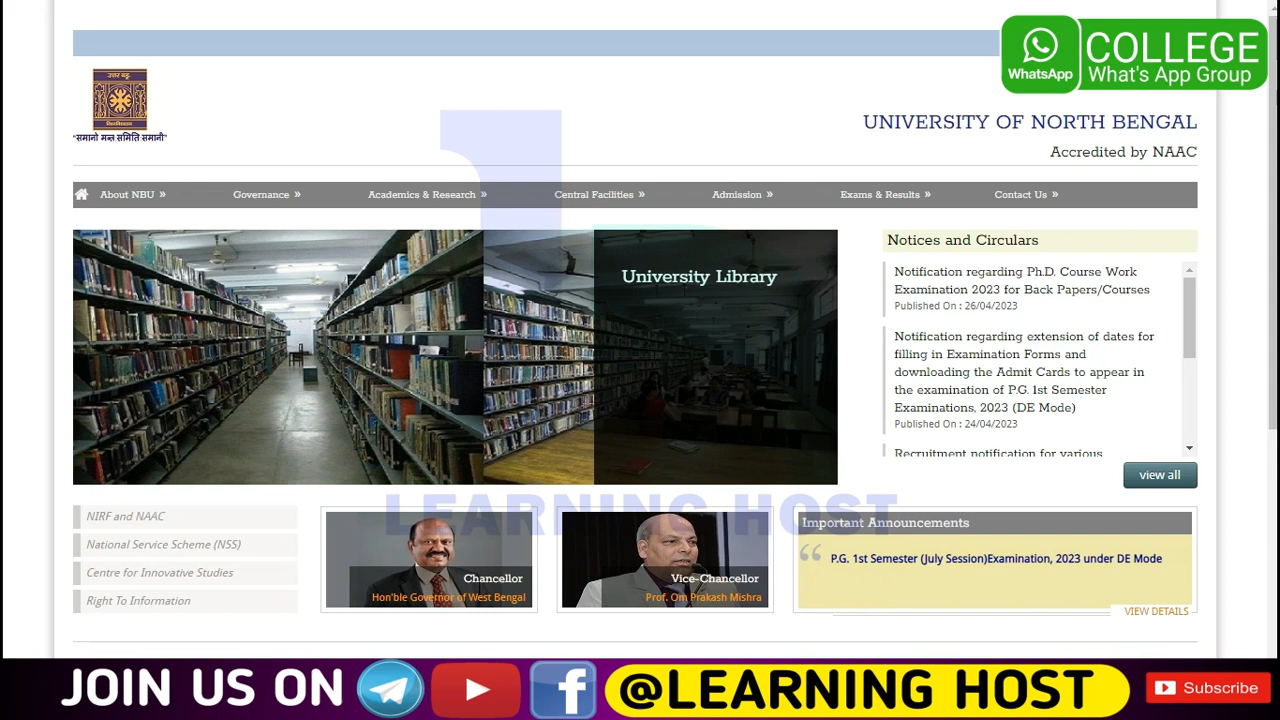 WhatsApp
COLLEGE
What's App Group
"समानो मन्त्र समिति समानी"
UNIVERSITY OF NORTH BENGAL
Accredited by NAAC
About NBU » Governance » Academics & Research » Central Facilities » Admission » Exams & Results » Contact Us »
University Library
Notices and Circulars
Notification regarding Ph.D. Course Work
Examination 2023 for Back Papers/Courses
Published On : 26/04/2023
Notification regarding extension of dates for
filling in Examination Forms and
downloading the Admit Cards to appear in
the examination of P.G. 1st Semester
Examinations, 2023 (DE Mode)
Published On : 24/04/2023
Recruitment notification for various
view all
LEARNING HOST
NIRF and NAAC
National Service Scheme (NSS)
Centre for Innovative Studies
Right To Information
Chancellor
Hon'ble Governor of West Bengal
Vice-Chancellor
Prof. Om Prakash Mishra
Important Announcements
P.G. 1st Semester (July Session)Examination, 2023 under DE Mode
VIEW DETAILS
JOIN US ON @LEARNING HOST
Subscribe